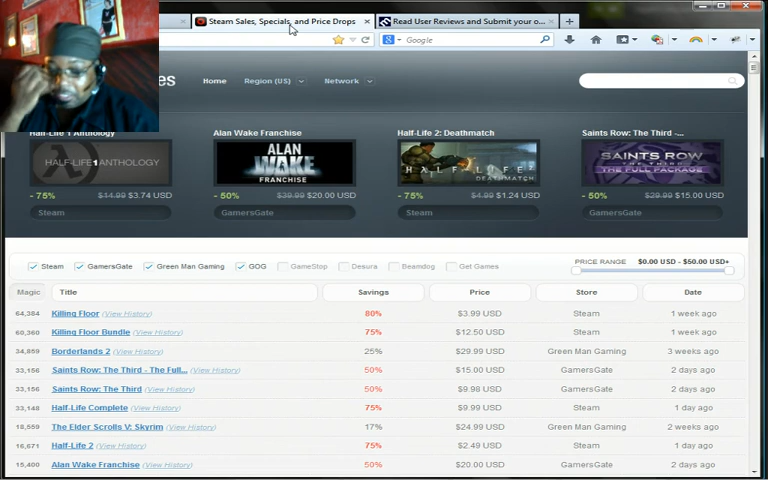 Steam Sales, Specials, and Price Drops
Read User Reviews and Submit your o...
Google
es Home Region (US) Network
Half-Life 1 Anthology Alan Wake Franchise Half-Life 2: Deathmatch Saints Row: The Third -...
HALF-LIFE1ANTHOLOGY ALAN WAKE FRANCHISE HALF-LIFE 2 DEATHMATCH SAINTS ROW THE THIRD THE FULL PACKAGE
- 75% $14.99 $3.74 USD - 50% $39.99 $20.00 USD - 75% $4.99 $1.24 USD - 50% $29.99 $15.00 USD
Steam GamersGate Steam GamersGate
Steam GamersGate Green Man Gaming GOG GameStop Desura Beamdog Get Games PRICE RANGE $0.00 USD - $50.00 USD+
Magic Title Savings Price Store Date
64,384 Killing Floor (View History) 80% $3.99 USD Steam 1 week ago
60,360 Killing Floor Bundle (View History) 75% $12.50 USD Steam 1 week ago
34,859 Borderlands 2 (View History) 25% $29.99 USD Green Man Gaming 3 weeks ago
33,156 Saints Row: The Third - The Full... (View History) 50% $15.00 USD GamersGate 2 days ago
33,156 Saints Row: The Third (View History) 50% $9.98 USD GamersGate 2 days ago
33,148 Half-Life Complete (View History) 75% $9.99 USD Steam 1 day ago
18,559 The Elder Scrolls V: Skyrim (View History) 17% $24.99 USD Green Man Gaming 2 weeks ago
16,671 Half-Life 2 (View History) 75% $2.49 USD Steam 1 day ago
15,400 Alan Wake Franchise (View History) 50% $20.00 USD GamersGate 2 days ago